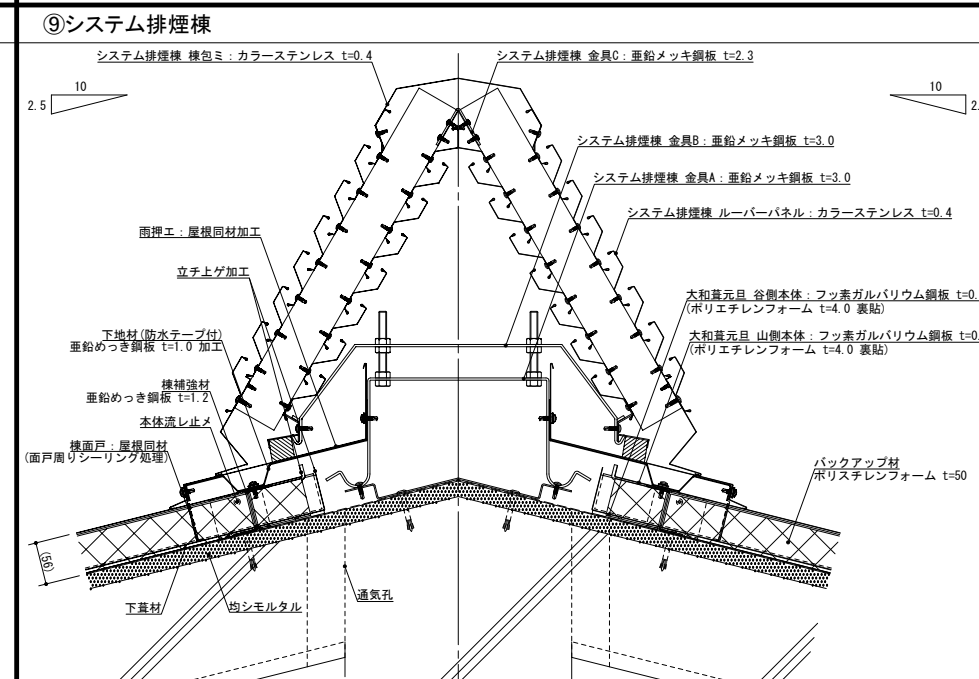 ⑨システム排煙棟
システム排煙棟 棟包ミ：カラーステンレス t=0.4
システム排煙棟 金具C：亜鉛メッキ鋼板 t=2.3
10
2.5
10
2.
システム排煙棟 金具B：亜鉛メッキ鋼板 t=3.0
システム排煙棟 金具A：亜鉛メッキ鋼板 t=3.0
システム排煙棟 ルーバーパネル：カラーステンレス t=0.4
雨押エ：屋根同材加工
立チ上ゲ加工
下地材(防水テープ付)
亜鉛めっき鋼板 t=1.0 加工
棟補強材
亜鉛めっき鋼板 t=1.2
本体流レ止メ
棟面戸：屋根同材
(面戸周りシーリング処理)
大和葺元旦 谷側本体：フッ素ガルバリウム鋼板 t=0.
(ポリエチレンフォーム t=4.0 裏貼)
大和葺元旦 山側本体：フッ素ガルバリウム鋼板 t=0.
(ポリエチレンフォーム t=4.0 裏貼)
バックアップ材
ポリスチレンフォーム t=50
(56)
下葺材
均シモルタル
通気孔